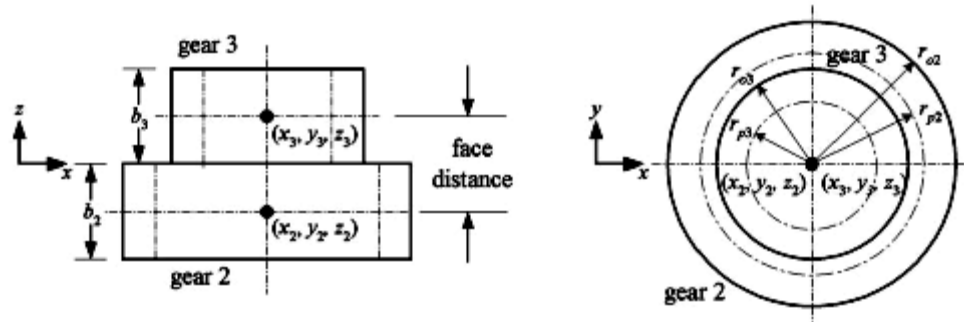 gear 3
z
b3
(x3, y3, z3)
x
face
distance
b2
(x2, y2, z2)
gear 2
gear 3
ro3
ro2
rp2
rp3
y
x
(x2, y2, z2) (x3, y3, z3)
gear 2